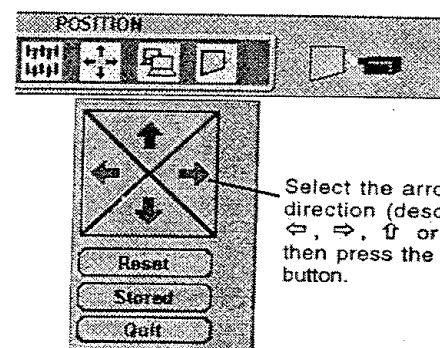 POSITION
Select the arro
direction (desc
⇦, ⇨, ⇧ or
then press the
button.
Reset
Stored
Quit